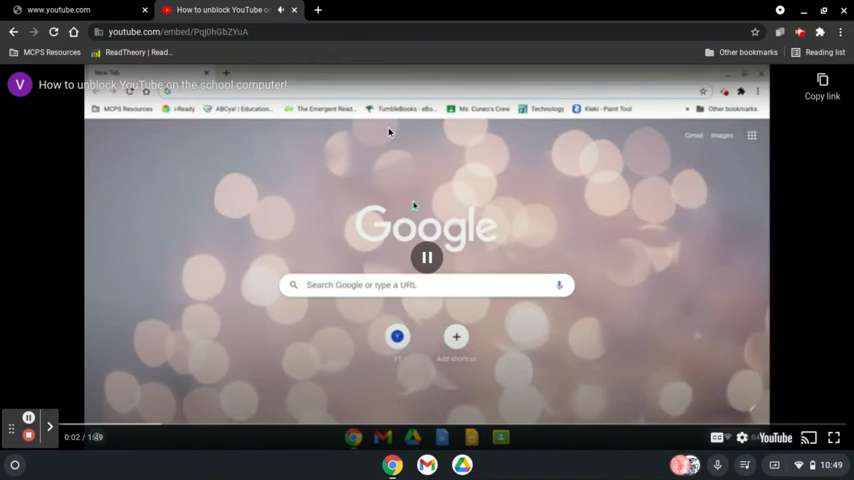 www.youtube.com
How to unblock YouTube on
youtube.com/embed/Pqj0hGbZYuA
MCPS Resources
ReadTheory | Read...
Other bookmarks
Reading list
New Tab
V
How to unblock YouTube on the school computer!
Copy link
MCPS Resources
i-Ready
ABCya! | Education...
The Emergent Read...
TumbleBooks - eBo...
Ms. Cuneo's Crew
Technology
Kleki - Paint Tool
Other bookmarks
Gmail
Images
Google
Search Google or type a URL
YT
Add shortcut
0:02 / 1:49
CC
YouTube
10:49